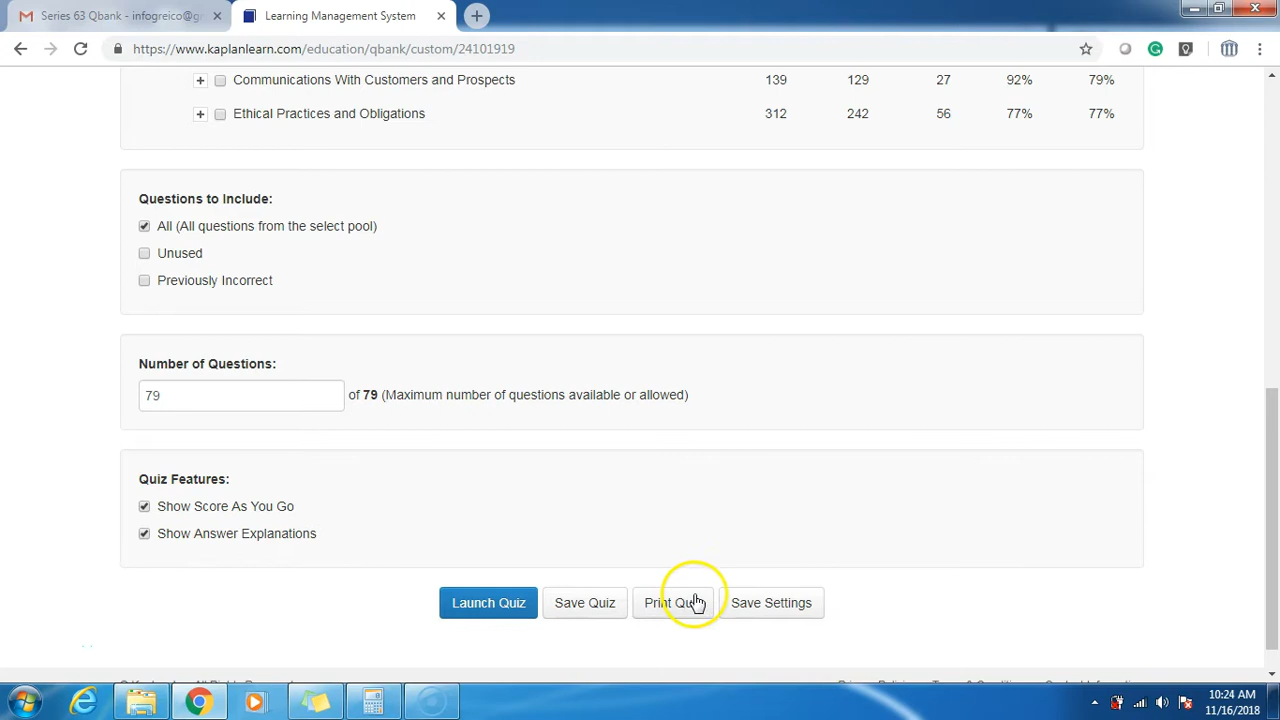 Series 63 Qbank - infogreico@g
Learning Management System
https://www.kaplanlearn.com/education/qbank/custom/24101919
Communications With Customers and Prospects 139 129 27 92% 79%
Ethical Practices and Obligations 312 242 56 77% 77%
Questions to Include:
All (All questions from the select pool)
Unused
Previously Incorrect
Number of Questions:
79 of 79 (Maximum number of questions available or allowed)
Quiz Features:
Show Score As You Go
Show Answer Explanations
Launch Quiz Save Quiz Print Quiz Save Settings
10:24 AM
11/16/2018